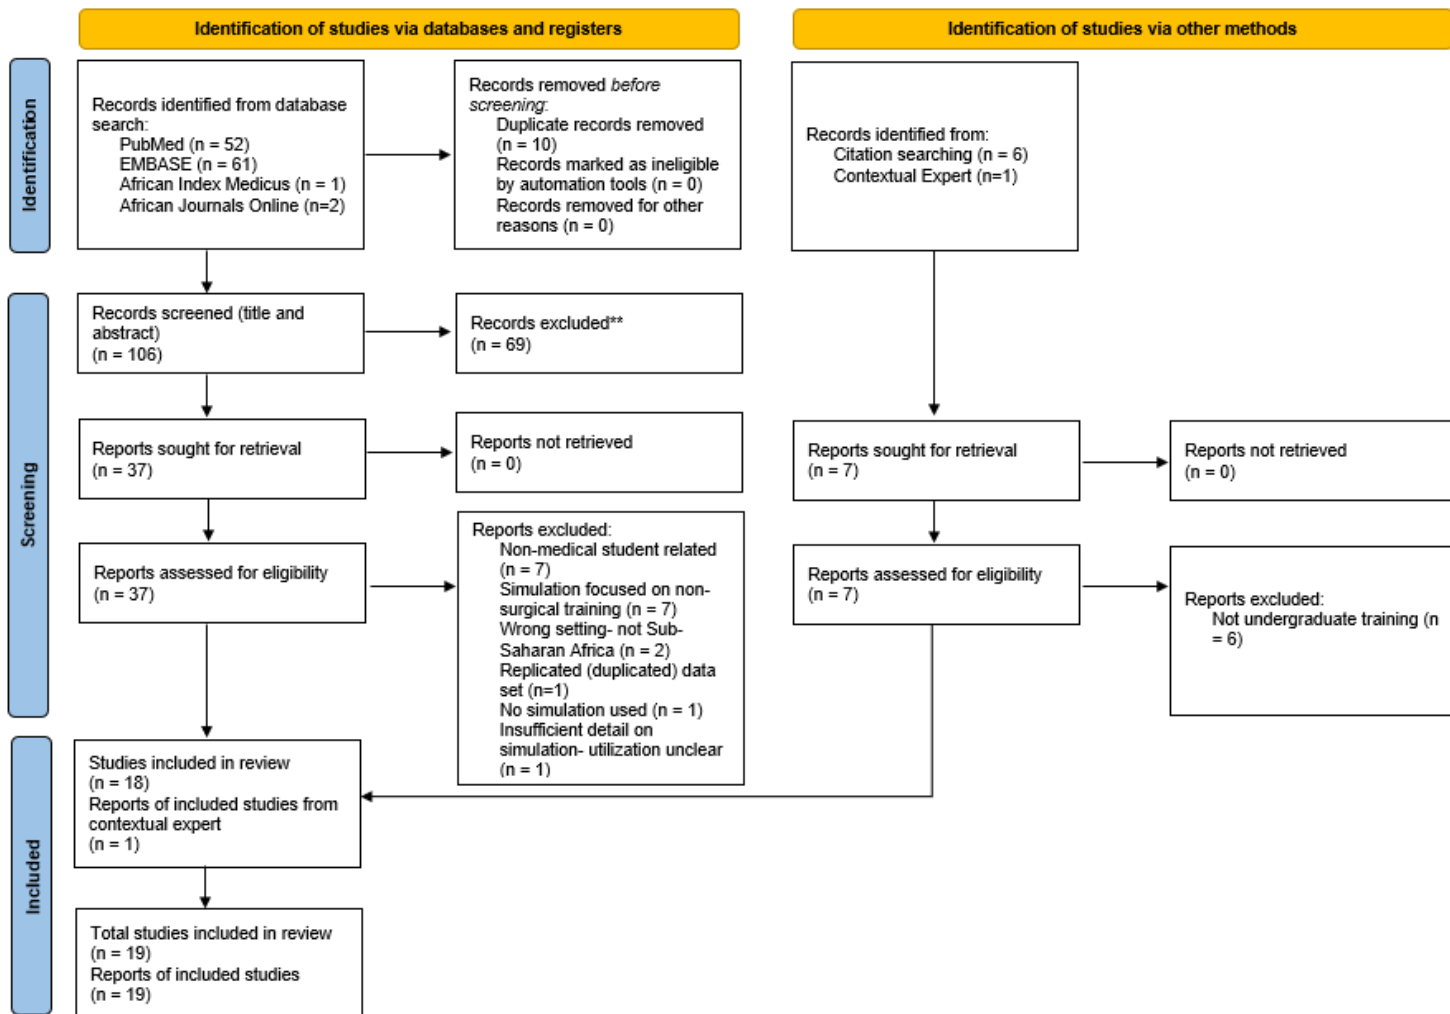 Identification of studies via databases and registers
Identification of studies via other methods
Identification
Records identified from database
search:
PubMed (n = 52)
EMBASE (n = 61)
African Index Medicus (n = 1)
African Journals Online (n=2)
Records removed before
screening:
Duplicate records removed
(n = 10)
Records marked as ineligible
by automation tools (n = 0)
Records removed for other
reasons (n = 0)
Records identified from:
Citation searching (n = 6)
Contextual Expert (n=1)
Screening
Records screened (title and
abstract)
(n = 106)
Records excluded**
(n = 69)
Reports sought for retrieval
(n = 37)
Reports not retrieved
(n = 0)
Reports sought for retrieval
(n = 7)
Reports not retrieved
(n = 0)
Reports assessed for eligibility
(n = 37)
Reports excluded:
Non-medical student related
(n = 7)
Simulation focused on non-
surgical training (n = 7)
Wrong setting- not Sub-
Saharan Africa (n = 2)
Replicated (duplicated) data
set (n=1)
No simulation used (n = 1)
Insufficient detail on
simulation- utilization unclear
(n = 1)
Reports assessed for eligibility
(n = 7)
Reports excluded:
Not undergraduate training (n
= 6)
Included
Studies included in review
(n = 18)
Reports of included studies from
contextual expert
(n = 1)
Total studies included in review
(n = 19)
Reports of included studies
(n = 19)